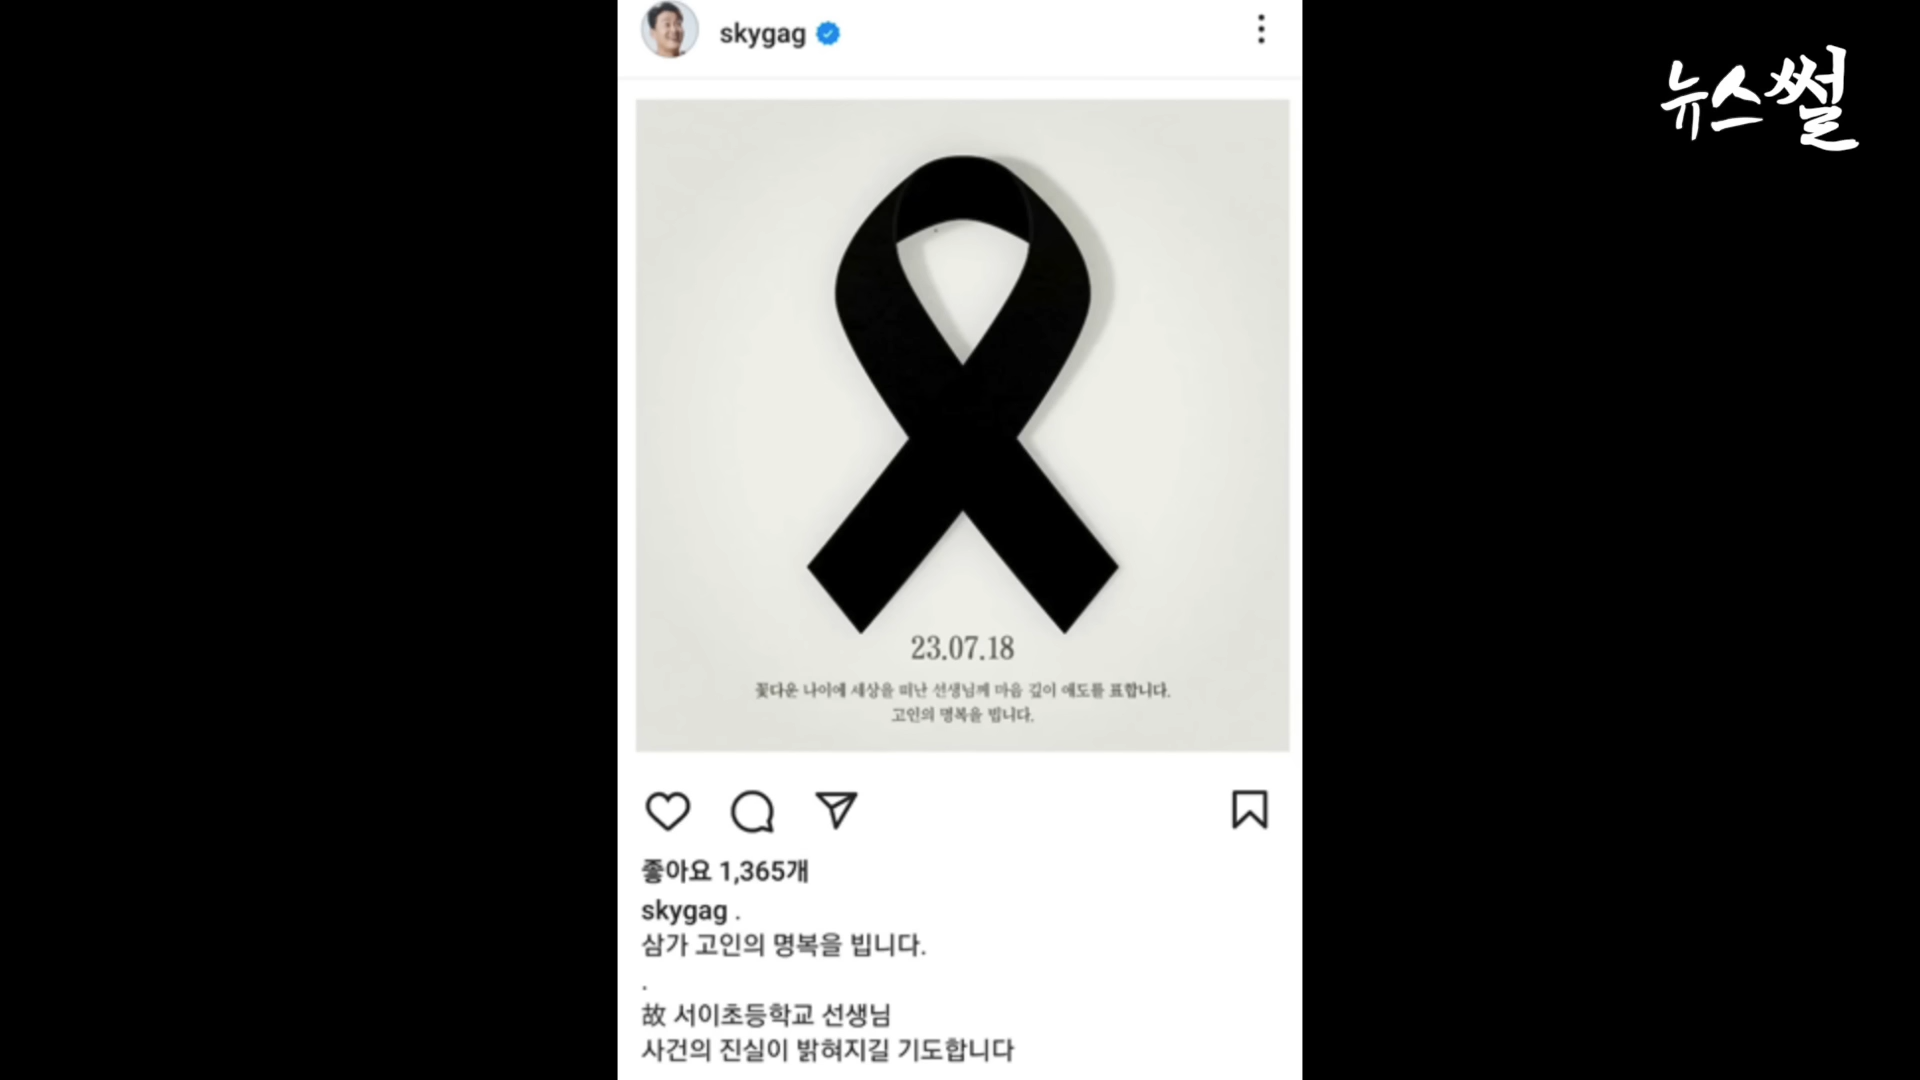 skygag
뉴스썰
23.07.18
꽃다운 나이에 세상을 떠난 선생님께 마음 깊이 애도를 표합니다.
고인의 명복을 빕니다.
좋아요 1,365개
skygag .
삼가 고인의 명복을 빕니다.
.
故 서이초등학교 선생님
사건의 진실이 밝혀지길 기도합니다